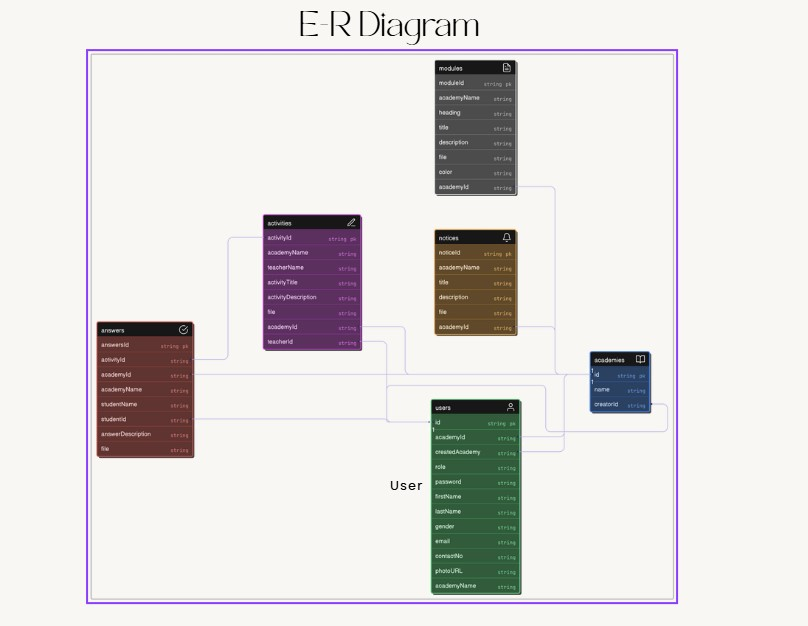 E-R Diagram
modules
moduleId string pk
academyName string
heading string
title string
description string
file string
color string
academyId string
activities
activityId string pk
academyName string
teacherName string
activityTitle string
activityDescription string
file string
academyId string
teacherId string
notices
noticeId string pk
academyName string
title string
description string
file string
academyId string
answers
answersId string pk
activityId string
academyId string
academyName string
studentName string
studentId string
answerDescription string
file string
academies
1
id string pk
1
name string
creatorId string
users
id string pk
1
academyId string
createdAcademy string
role string
password string
firstName string
lastName string
gender string
email string
contactNo string
photoURL string
academyName string
User